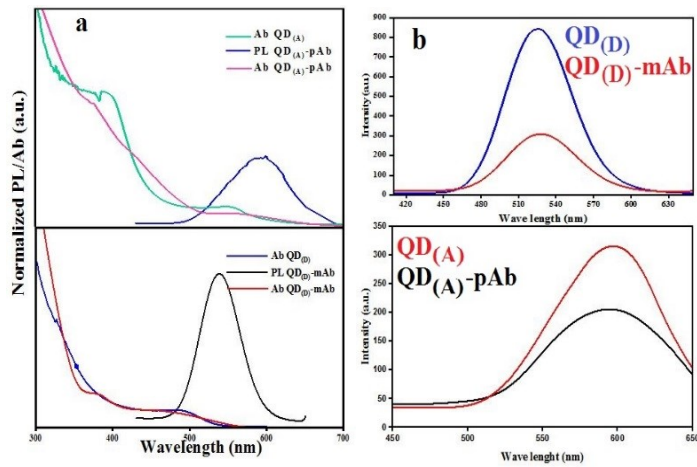 a
Ab QD(A)
PL QD(A)-pAb
Ab QD(A)-pAb
Normalized PL/Ab (a.u.)
Ab QD(D)
PL QD(D)-mAb
Ab QD(D)-mAb
300 400 500 600 700
Wavelength (nm)
b
QD(D)
QD(D)-mAb
Intensity (a.u)
900
800
700
600
500
400
300
200
100
0
420 450 480 510 540 570 600 630
Wave length (nm)
QD(A)
QD(A)-pAb
Intensity (a.u.)
350
300
250
200
150
100
50
0
450 500 550 600 650
Wave lenght (nm)